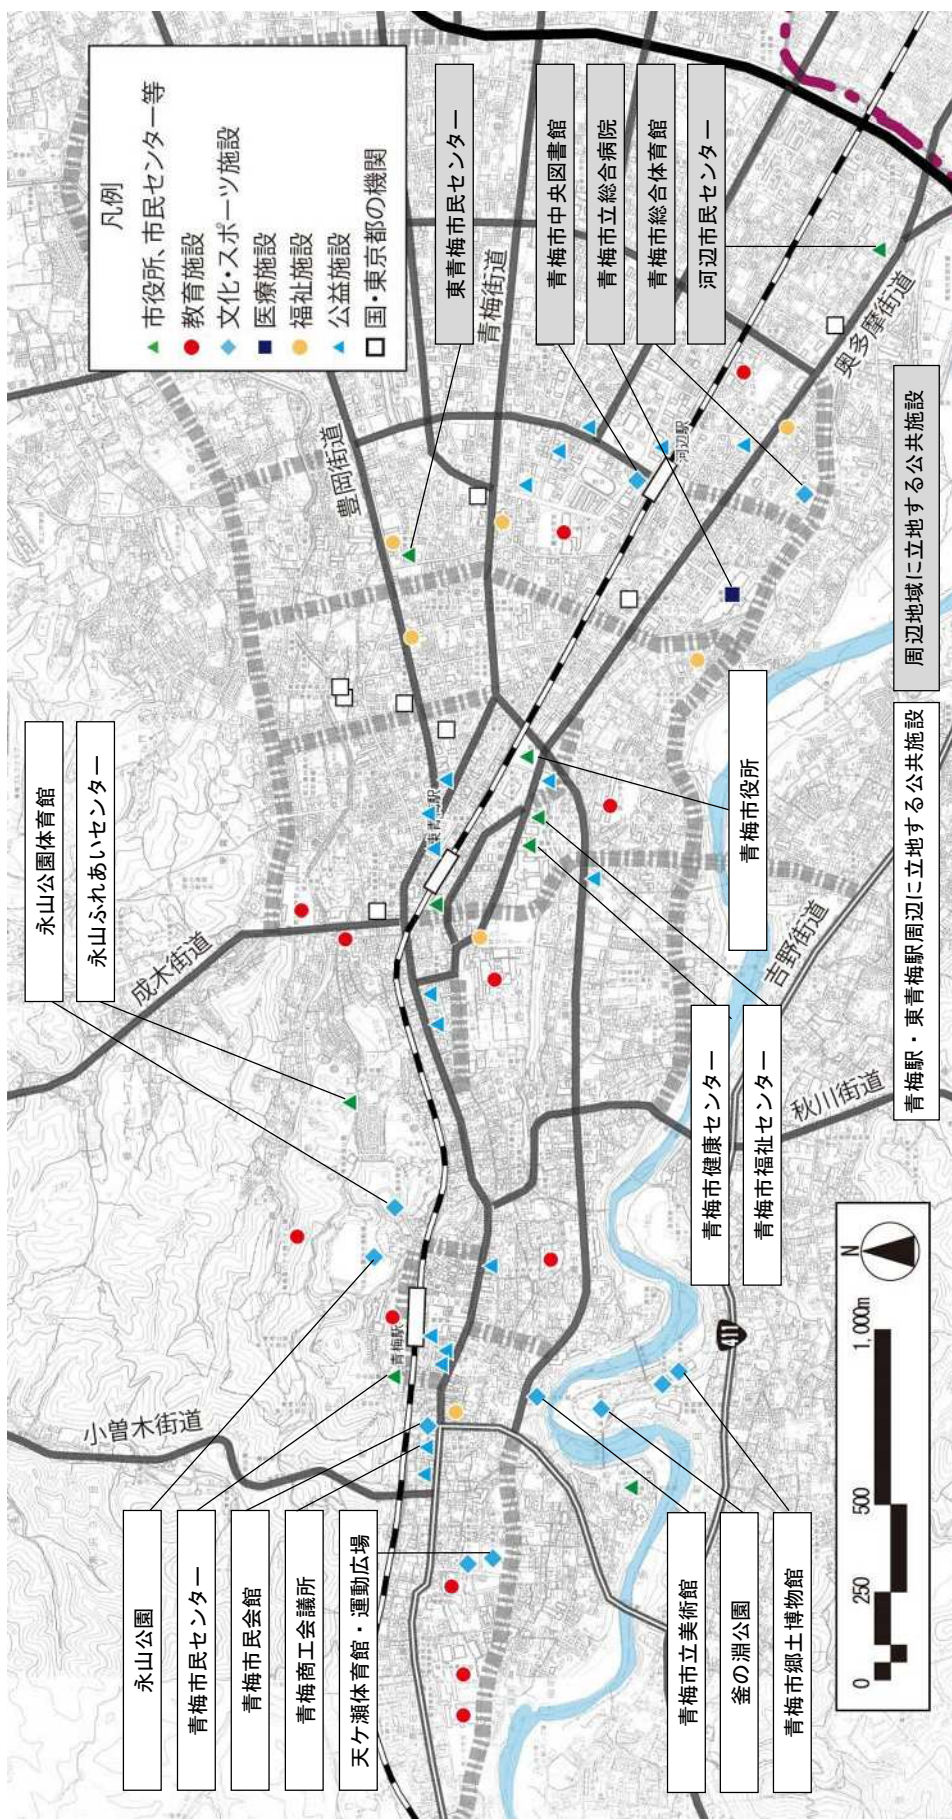 凡例
市役所、市民センター等
教育施設
文化・スポーツ施設
医療施設
福祉施設
公益施設
国・東京都の機関
永山公園
青梅市民センター
青梅市民会館
青梅商工会議所
天ケ瀬体育館・運動広場
永山公園体育館
永山ふれあいセンター
東青梅市民センター
青梅市中央図書館
青梅市立総合病院
青梅市総合体育館
河辺市民センター
小曽木街道
成木街道
豊岡街道
青梅街道
奥多摩街道
吉野街道
秋川街道
青梅駅
東青梅駅
河辺駅
青梅市立美術館
釜の淵公園
青梅市郷土博物館
青梅市健康センター
青梅市福祉センター
青梅市役所
411
青梅駅・東青梅駅周辺に立地する公共施設
周辺地域に立地する公共施設
0 250 500 1,000m
N